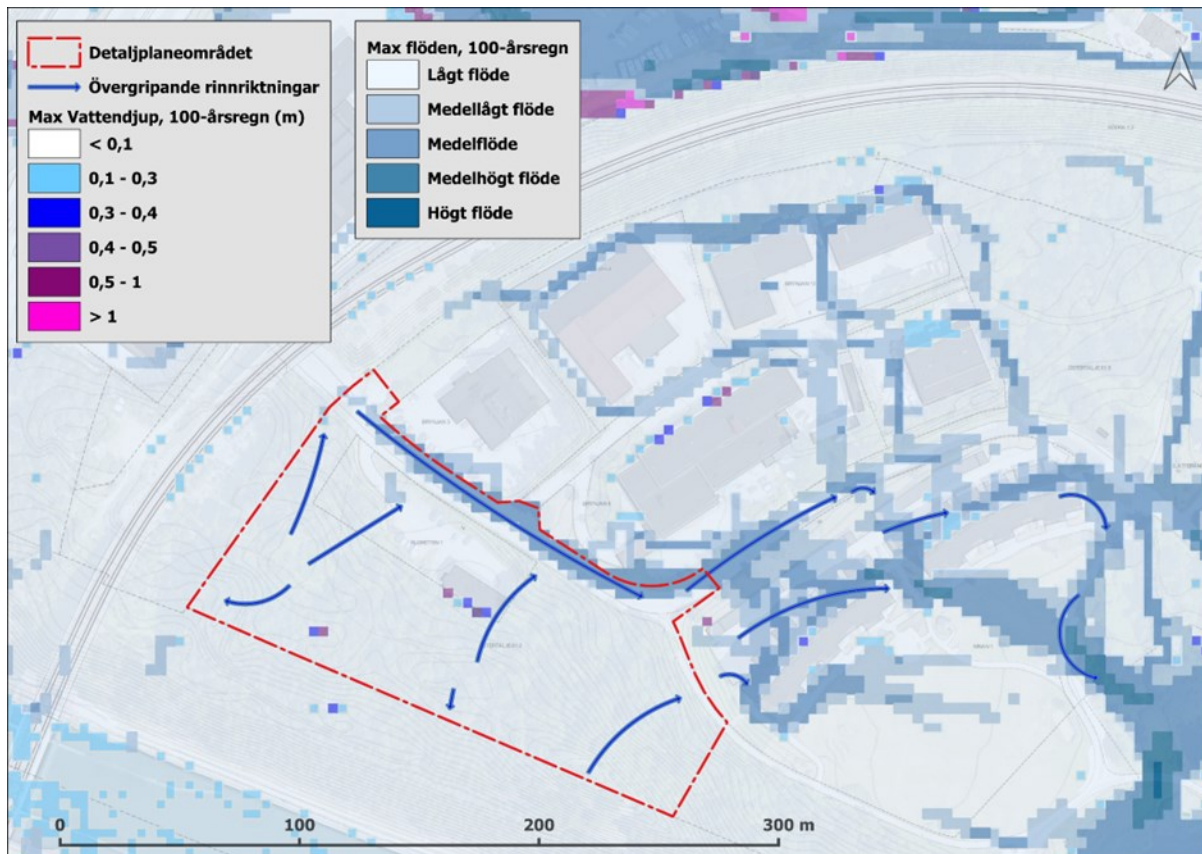 Detaljplaneområdet
Övergripande rinnriktningar
Max Vattendjup, 100-årsregn (m)
< 0,1
0,1 - 0,3
0,3 - 0,4
0,4 - 0,5
0,5 - 1
> 1
Max flöden, 100-årsregn
Lågt flöde
Medellågt flöde
Medelflöde
Medelhögt flöde
Högt flöde
0 100 200 300 m